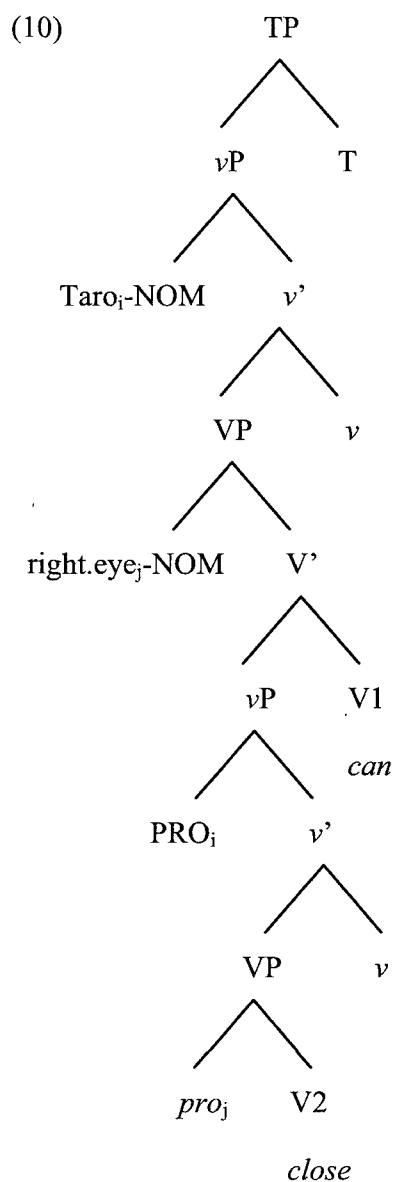 (10) TP
vP T
Taroᵢ-NOM v’
VP v
right.eyeⱼ-NOM V’
vP V1
can
PROᵢ v’
VP v
proⱼ V2
close